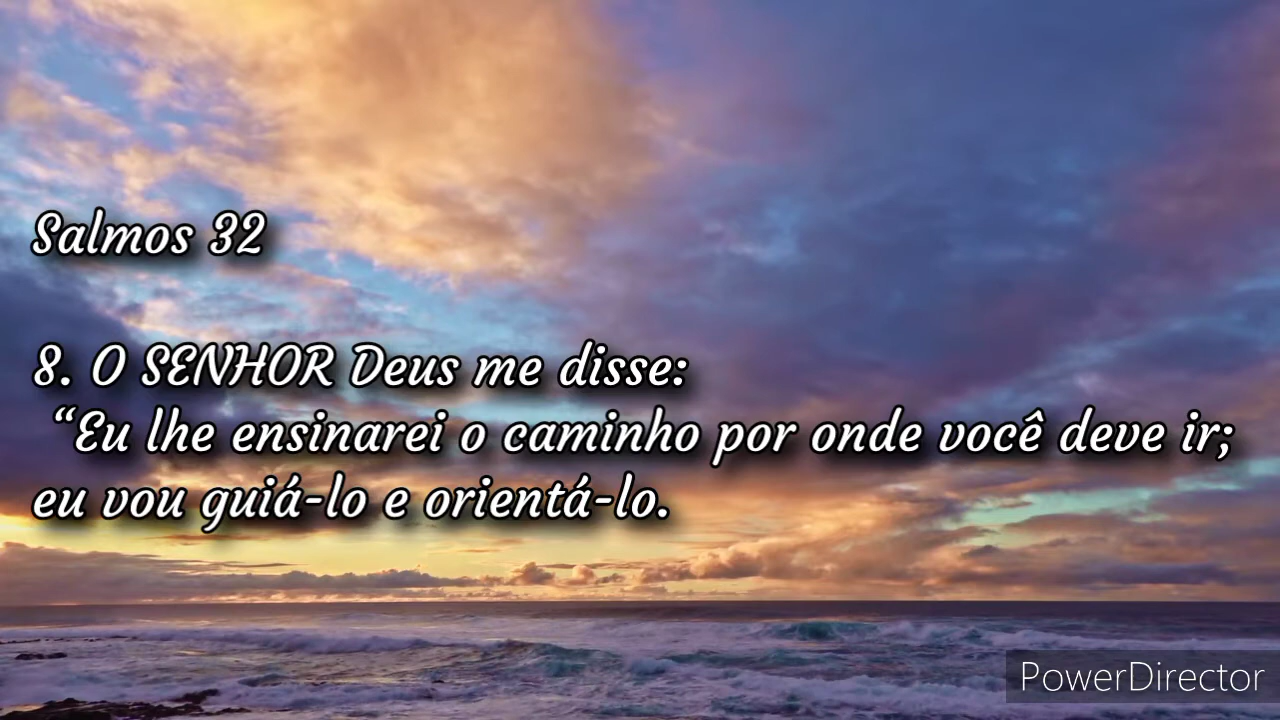 Salmos 32
8. O SENHOR Deus me disse:
“Eu lhe ensinarei o caminho por onde você deve ir;
eu vou guiá-lo e orientá-lo.
PowerDirector